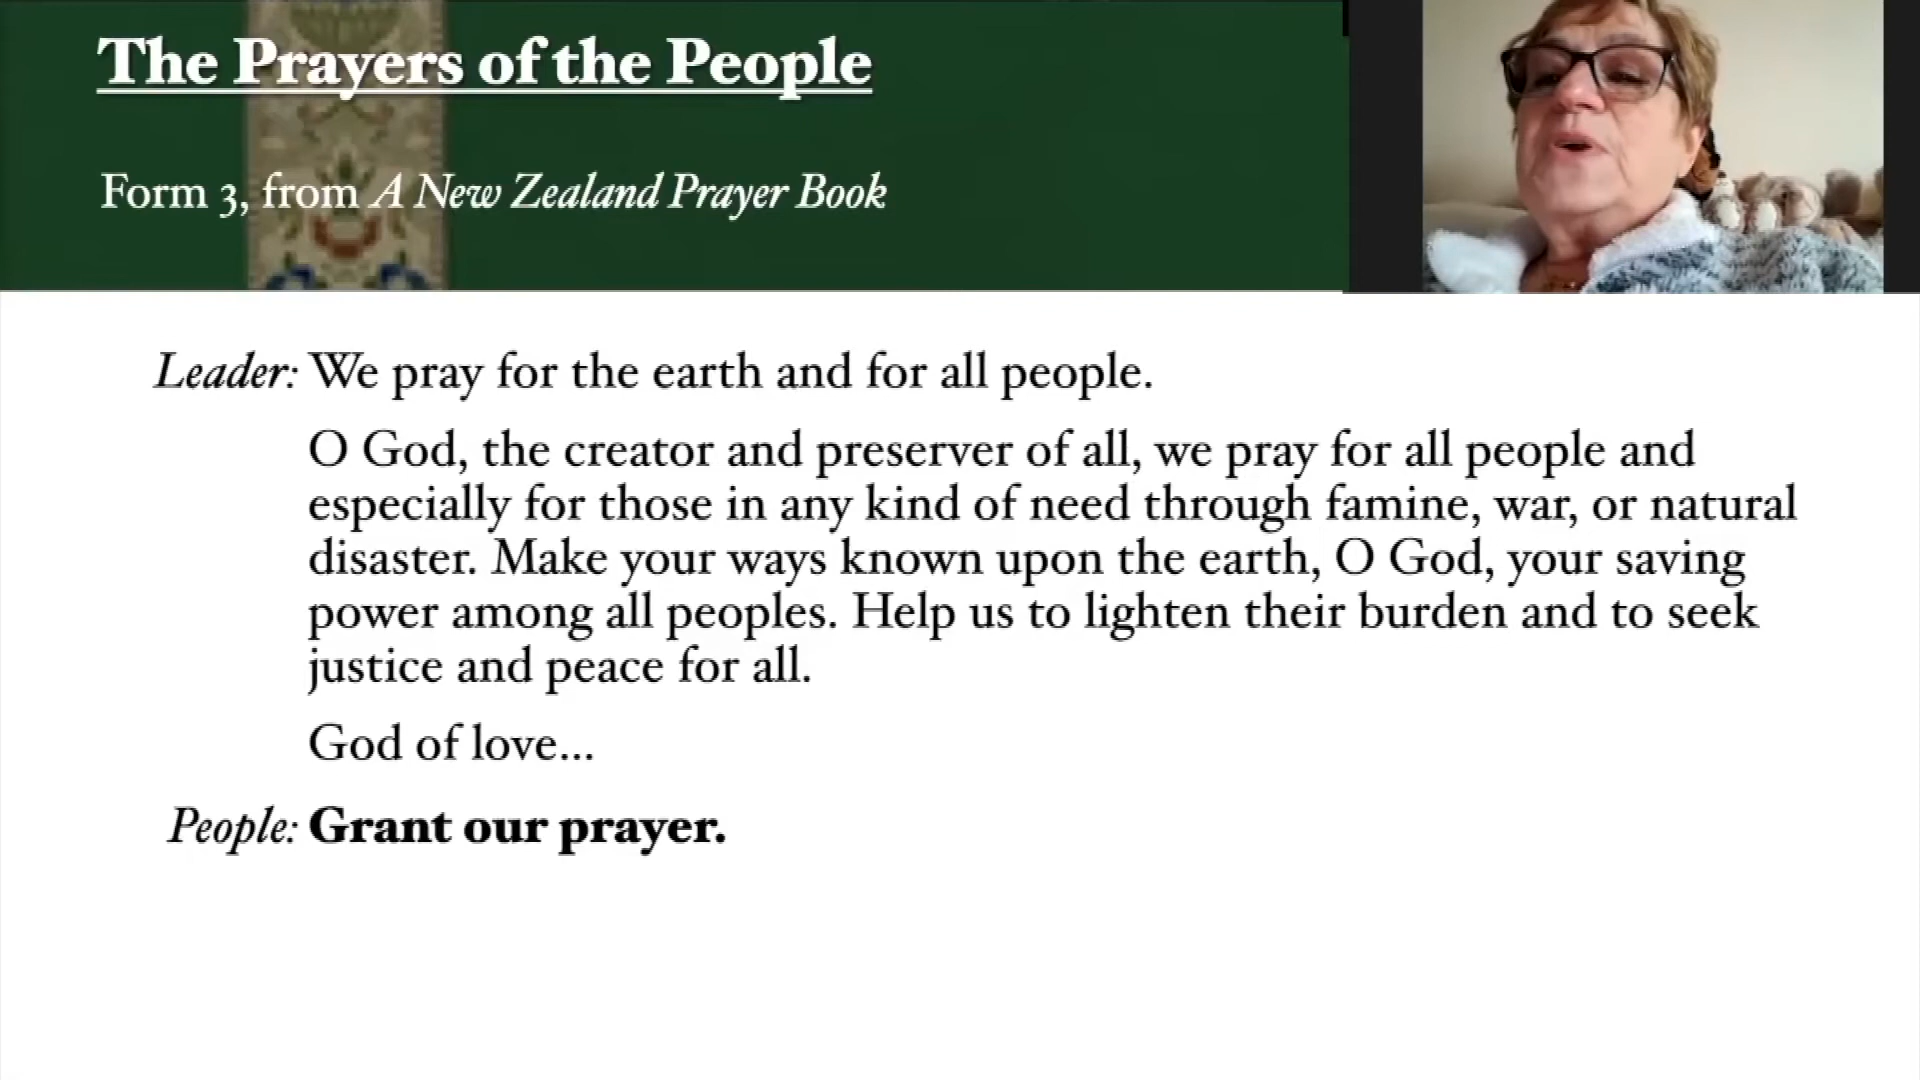 The Prayers of the People
Form 3, from A New Zealand Prayer Book
Leader: We pray for the earth and for all people.
O God, the creator and preserver of all, we pray for all people and
especially for those in any kind of need through famine, war, or natural
disaster. Make your ways known upon the earth, O God, your saving
power among all peoples. Help us to lighten their burden and to seek
justice and peace for all.
God of love...
People: Grant our prayer.